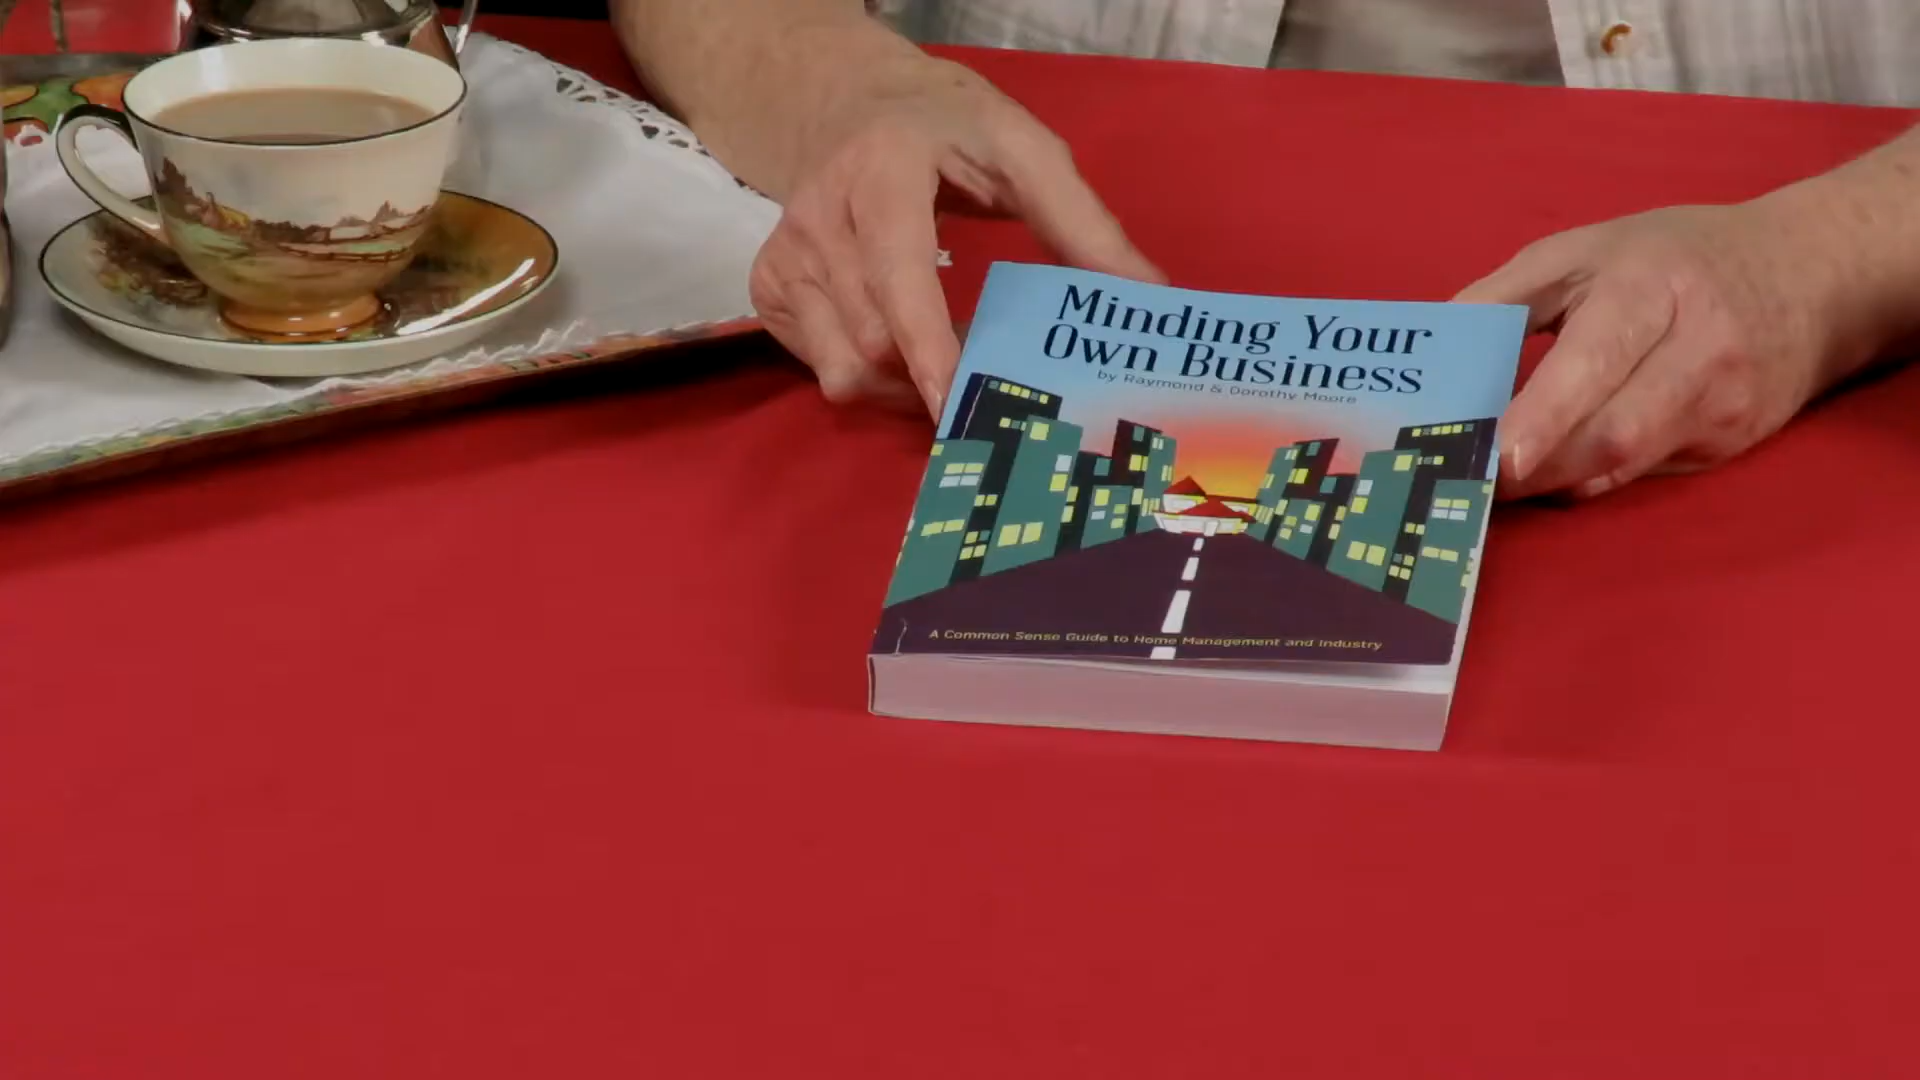 Minding Your
Own Business
by Raymond & Dorothy Moore
A Common Sense Guide to Home Management and Industry